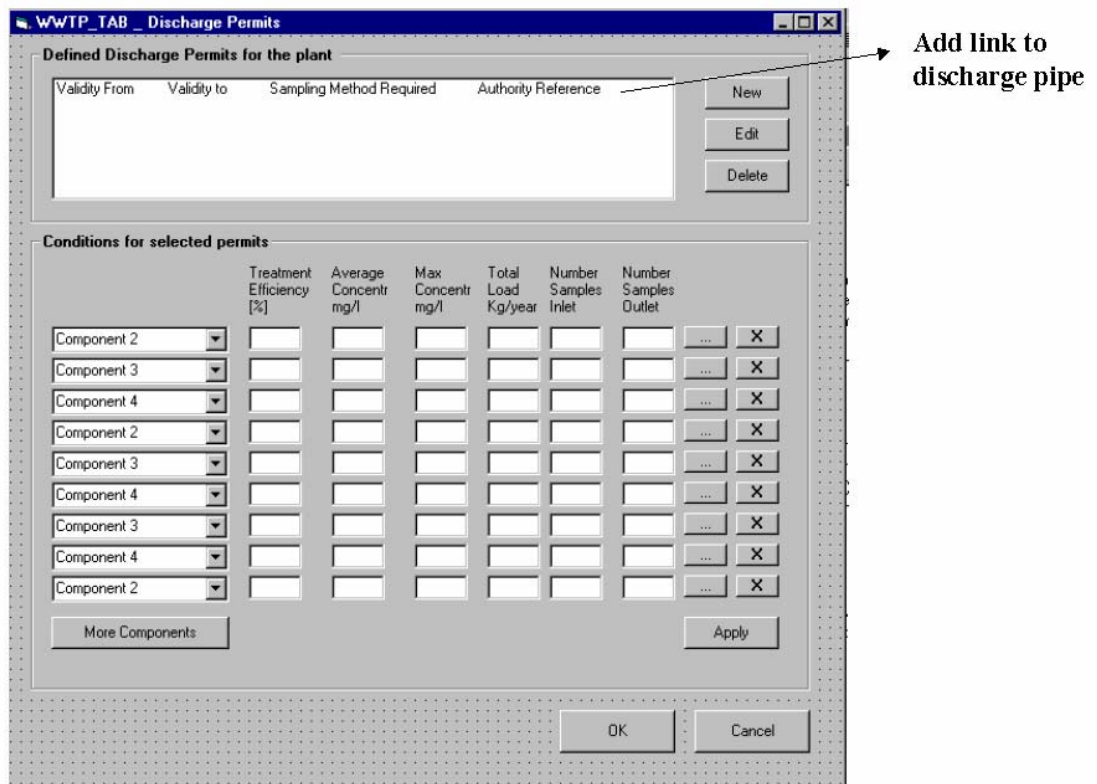 WWTP_TAB _ Discharge Permits
Add link to
discharge pipe
Defined Discharge Permits for the plant
Validity From Validity to Sampling Method Required Authority Reference
New
Edit
Delete
Conditions for selected permits
Treatment Average Max Total Number Number
Efficiency Concentr Concentr Load Samples Samples
[%] mg/l mg/l Kg/year Inlet Outlet
Component 2 ... X
Component 3 ... X
Component 4 ... X
Component 2 ... X
Component 3 ... X
Component 4 ... X
Component 3 ... X
Component 4 ... X
Component 2 ... X
More Components Apply
OK Cancel